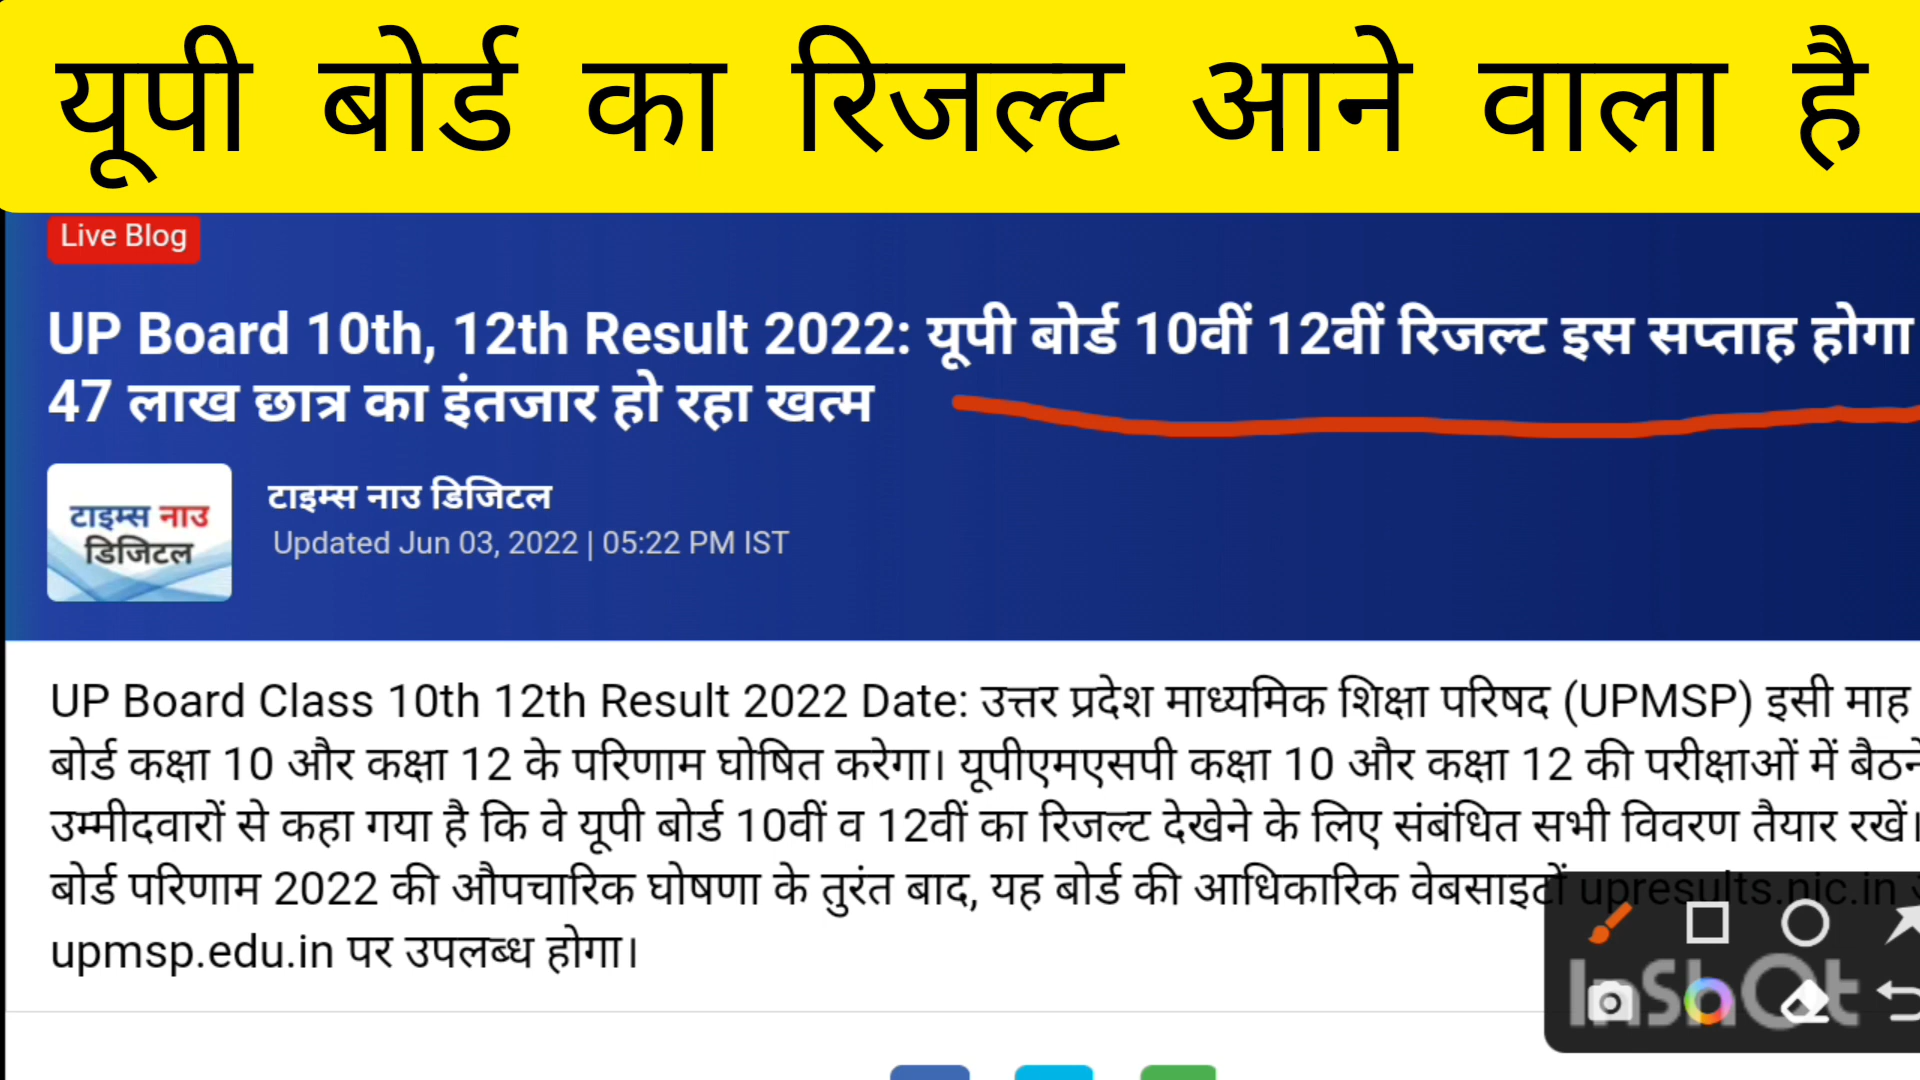 यूपी बोर्ड का रिजल्ट आने वाला है
Live Blog
UP Board 10th, 12th Result 2022: यूपी बोर्ड 10वीं 12वीं रिजल्ट इस सप्ताह होगा
47 लाख छात्र का इंतजार हो रहा खत्म
टाइम्स नाउ
डिजिटल
टाइम्स नाउ डिजिटल
Updated Jun 03, 2022 | 05:22 PM IST
UP Board Class 10th 12th Result 2022 Date: उत्तर प्रदेश माध्यमिक शिक्षा परिषद (UPMSP) इसी माह
बोर्ड कक्षा 10 और कक्षा 12 के परिणाम घोषित करेगा। यूपीएमएसपी कक्षा 10 और कक्षा 12 की परीक्षाओं में बैठने
उम्मीदवारों से कहा गया है कि वे यूपी बोर्ड 10वीं व 12वीं का रिजल्ट देखेने के लिए संबंधित सभी विवरण तैयार रखें।
बोर्ड परिणाम 2022 की औपचारिक घोषणा के तुरंत बाद, यह बोर्ड की आधिकारिक वेबसाइटों upresults.nic.in
upmsp.edu.in पर उपलब्ध होगा।
InShOt